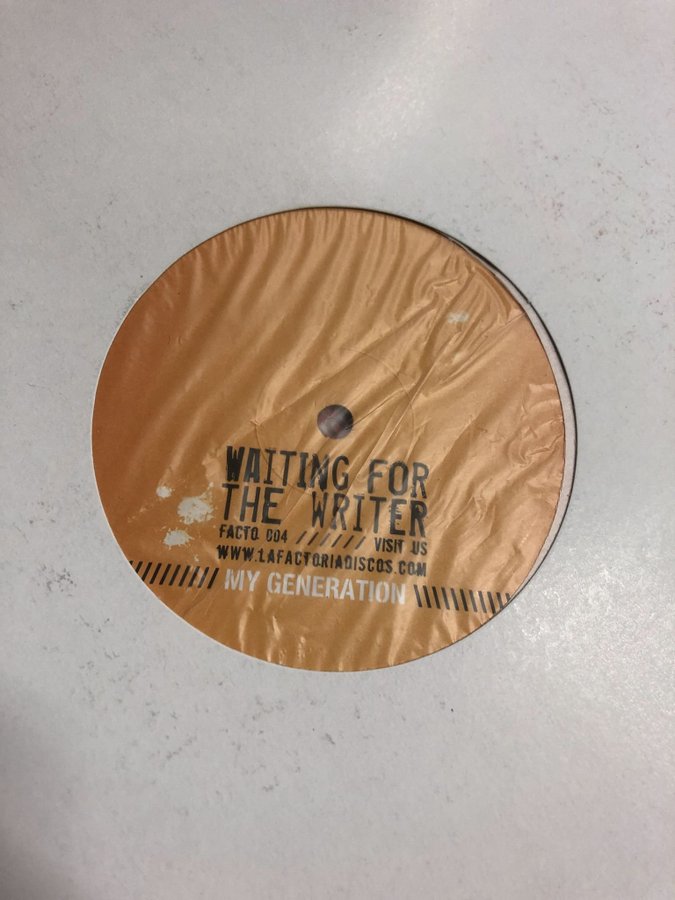 WAITING FOR
THE WRITER
FACTO 004 ////// VISIT US
WWW.LAFACTORIADISCOS.COM
MY GENERATION